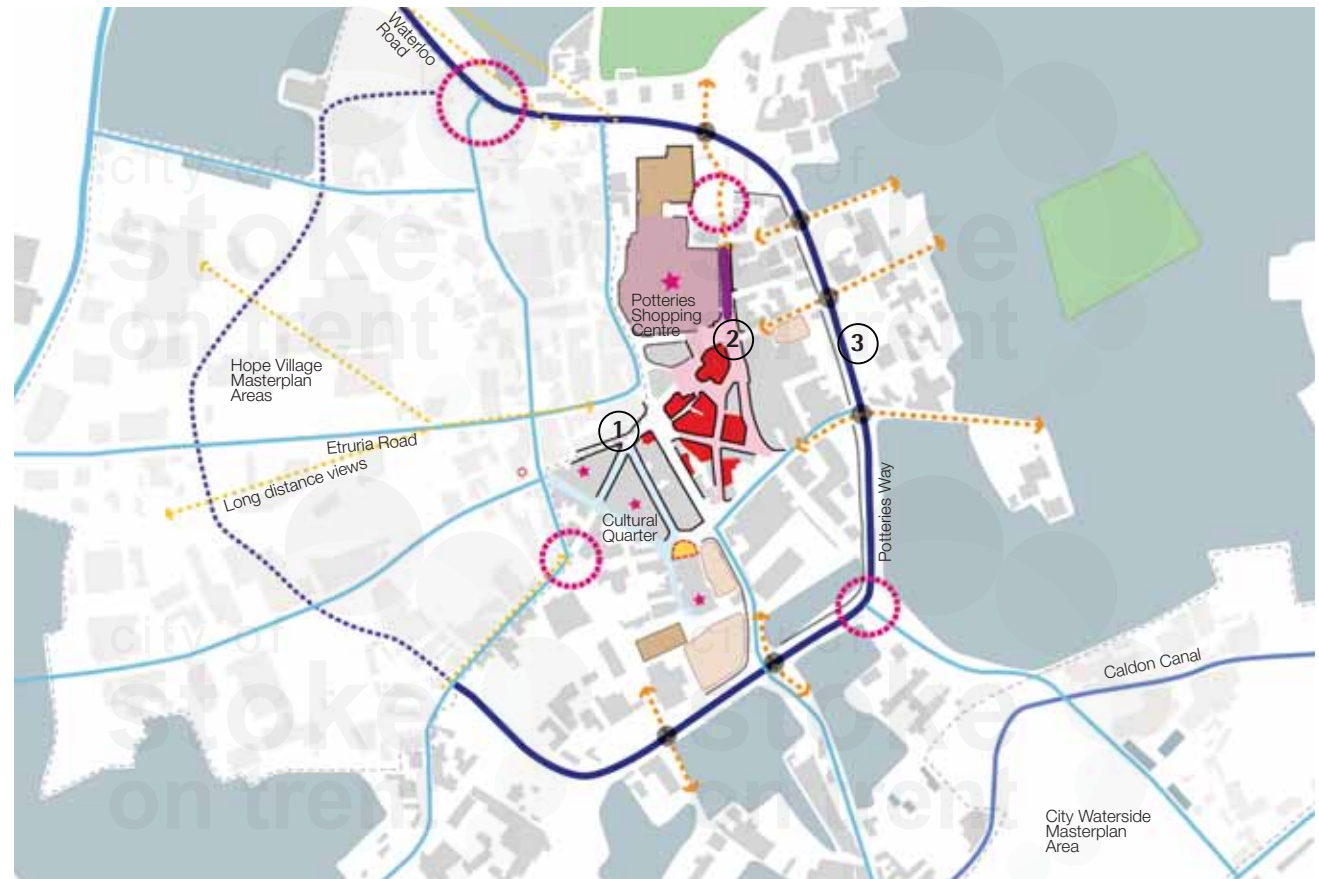 Waterloo
Road
city of
stoke
on trent
city of
stoke
on trent
Potteries
Shopping
Centre
2
3
Hope Village
Masterplan
Areas
1
Etruria Road
Long distance views
Cultural
Quarter
Potteries Way
city of
stoke
on trent
stoke
on trent
Caldon Canal
City Waterside
Masterplan
Area